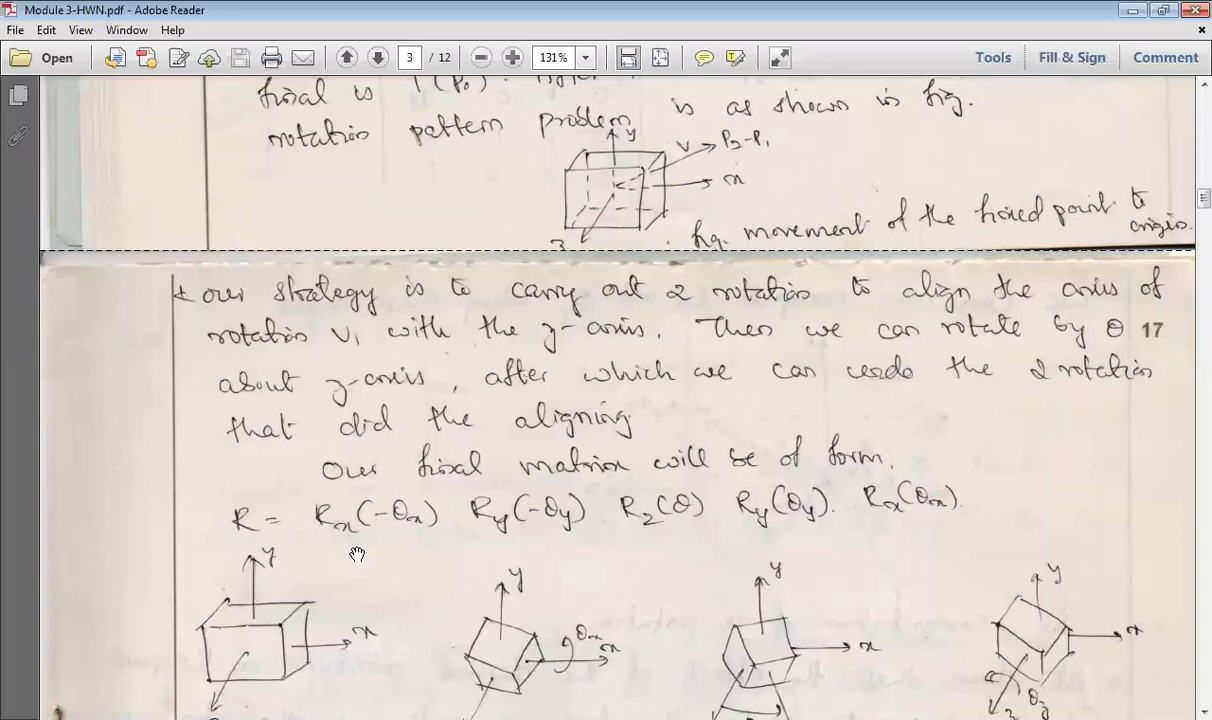 Module 3-HWN.pdf - Adobe Reader
File Edit View Window Help
Open 3 / 12 131% Tools Fill & Sign Comment
final is T(P0).
rotation pattern problem is as shown in fig.
y
v P2-P1
x
z
fig. movement of the fixed point to origin.
* our strategy is to carry out 2 rotation to align the axis of
rotation v, with the z-axis. Then we can rotate by θ 17
about z-axis, after which we can undo the 2 rotation
that did the aligning
Our final matrix will be of form.
R = Rx(-θx) Ry(-θy) Rz(θ) Ry(θy). Rx(θx).
y y y y
x θx x x x
θz
z